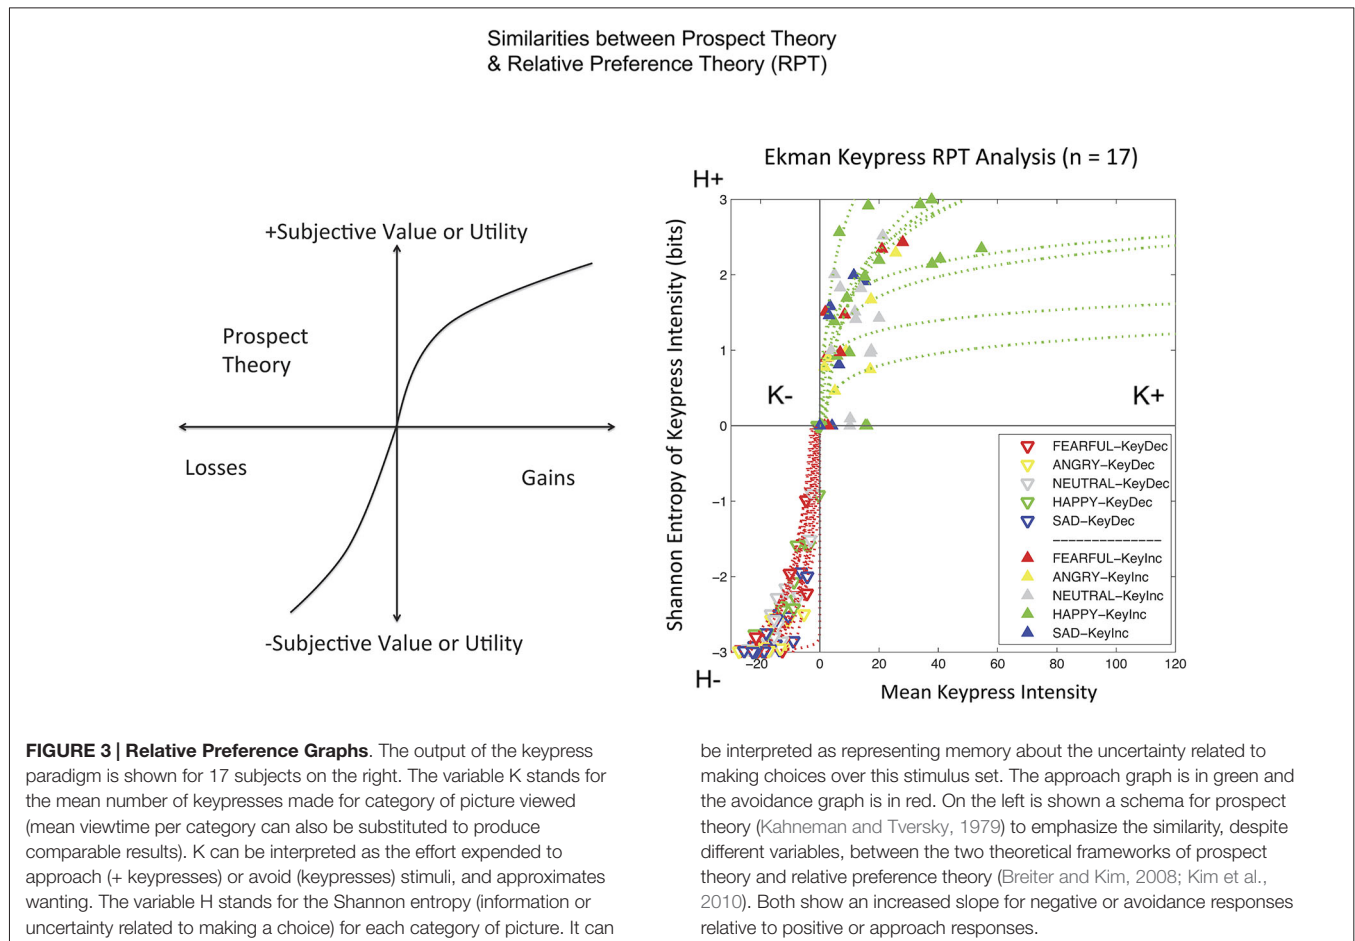 Similarities between Prospect Theory
& Relative Preference Theory (RPT)
+Subjective Value or Utility
Prospect
Theory
Losses
Gains
-Subjective Value or Utility
Ekman Keypress RPT Analysis (n = 17)
H+
Shannon Entropy of Keypress Intensity (bits)
3
2
1
0
−1
−2
−3
K-
K+
H-
−20
0
20
40
60
80
100
120
Mean Keypress Intensity
FEARFUL−KeyDec
ANGRY−KeyDec
NEUTRAL−KeyDec
HAPPY−KeyDec
SAD−KeyDec
−−−−−−−−−−−−−−
FEARFUL−KeyInc
ANGRY−KeyInc
NEUTRAL−KeyInc
HAPPY−KeyInc
SAD−KeyInc
FIGURE 3 | Relative Preference Graphs. The output of the keypress
paradigm is shown for 17 subjects on the right. The variable K stands for
the mean number of keypresses made for category of picture viewed
(mean viewtime per category can also be substituted to produce
comparable results). K can be interpreted as the effort expended to
approach (+ keypresses) or avoid (keypresses) stimuli, and approximates
wanting. The variable H stands for the Shannon entropy (information or
uncertainty related to making a choice) for each category of picture. It can
be interpreted as representing memory about the uncertainty related to
making choices over this stimulus set. The approach graph is in green and
the avoidance graph is in red. On the left is shown a schema for prospect
theory (Kahneman and Tversky, 1979) to emphasize the similarity, despite
different variables, between the two theoretical frameworks of prospect
theory and relative preference theory (Breiter and Kim, 2008; Kim et al.,
2010). Both show an increased slope for negative or avoidance responses
relative to positive or approach responses.